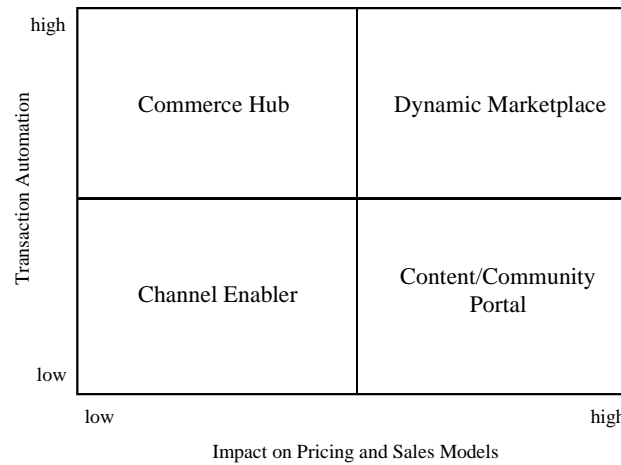 high
Commerce Hub
Dynamic Marketplace
Transaction Automation
Channel Enabler
Content/Community
Portal
low
low
high
Impact on Pricing and Sales Models